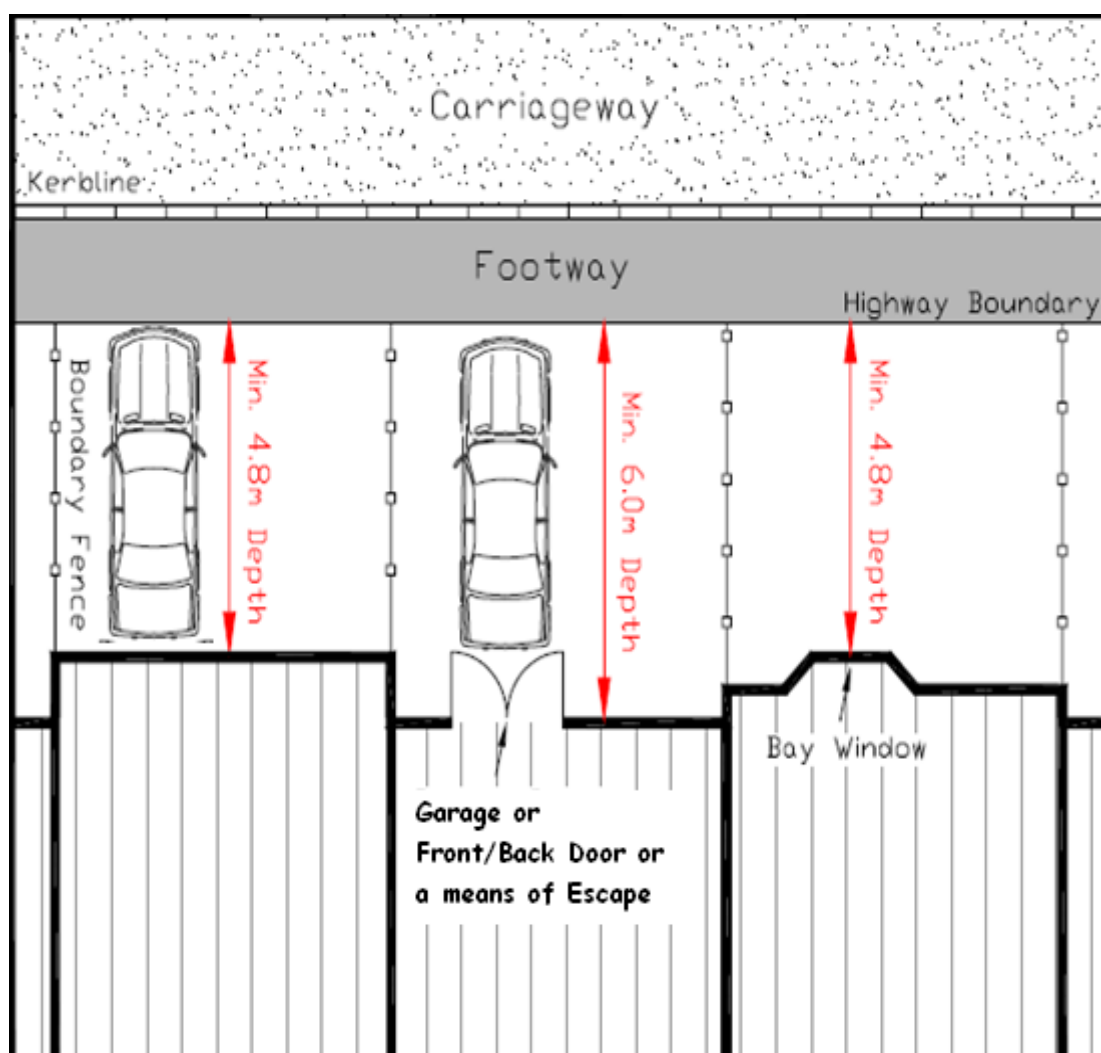 Carriageway
Kerbline
Footway
Highway Boundary
Boundary Fence
Min. 4.8m Depth
Min. 6.0m Depth
Min. 4.8m Depth
Bay Window
Garage or
Front/Back Door or
a means of Escape